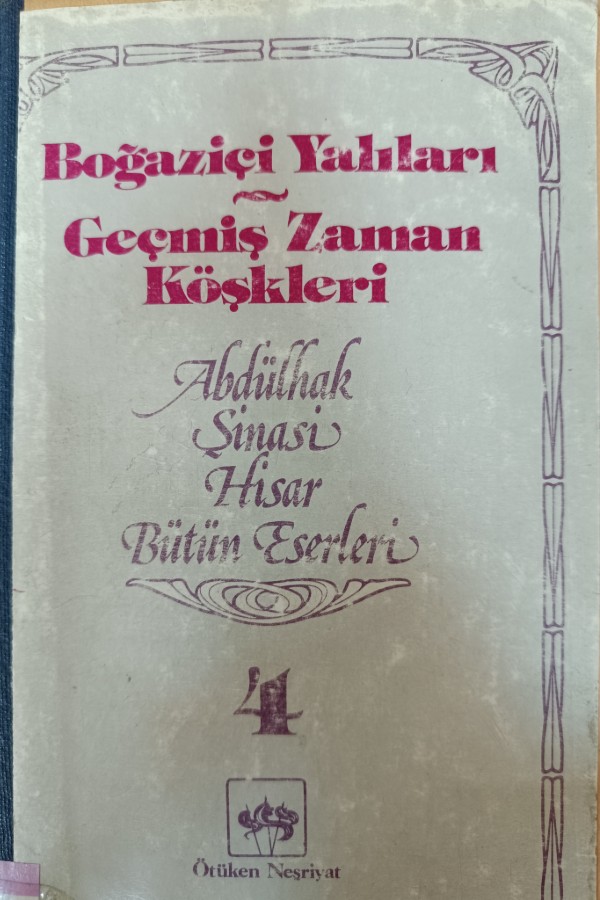 Boğaziçi Yalıları
~
Geçmiş Zaman
Köşkleri
Abdülhak
Şinasi
Hisar
Bütün Eserleri
4
Ötüken Neşriyat